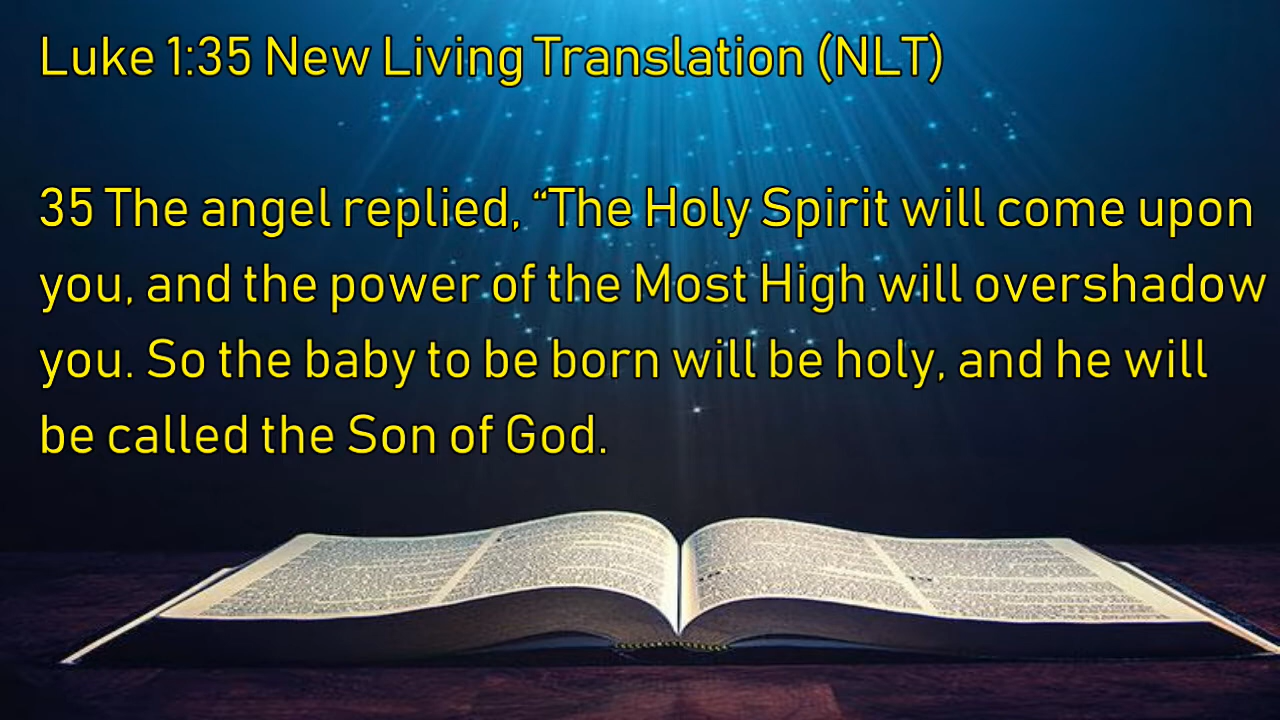 Luke 1:35 New Living Translation (NLT)
35 The angel replied, “The Holy Spirit will come upon
you, and the power of the Most High will overshadow
you. So the baby to be born will be holy, and he will
be called the Son of God.